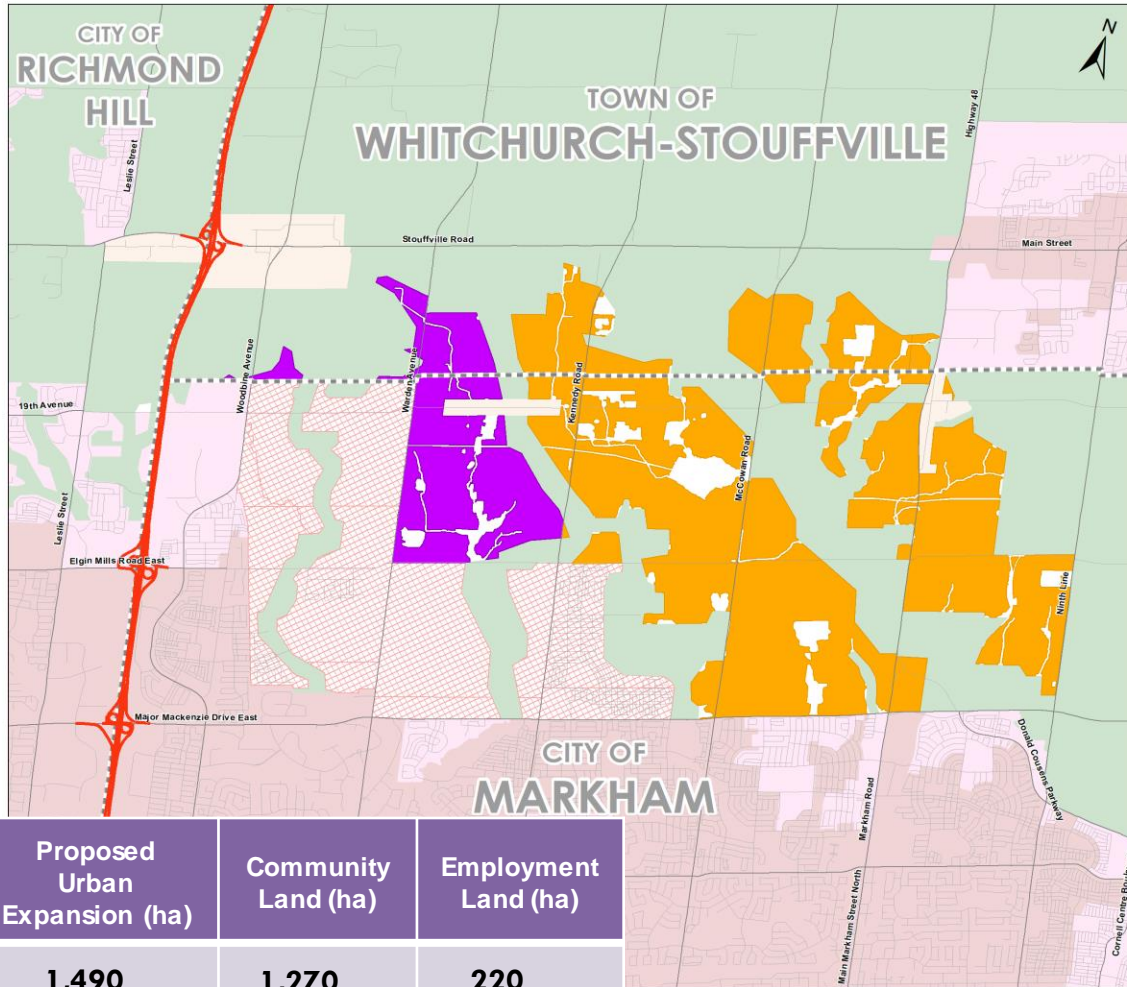 CITY OF
RICHMOND
HILL
TOWN OF
WHITCHURCH-STOUFFVILLE
N
Highway 48
Leslie Street
Stouffville Road
Main Street
Woodbine Avenue
Warden Avenue
Kennedy Road
McCowan Road
19th Avenue
Leslie Street
Elgin Mills Road East
Ninth Line
Major Mackenzie Drive East
CITY OF
MARKHAM
Donald Cousens Parkway
Markham Road
Main Markham Street North
Cornell Centre
Proposed
Urban
Expansion (ha)
Community
Land (ha)
Employment
Land (ha)
1,490
1,270
220